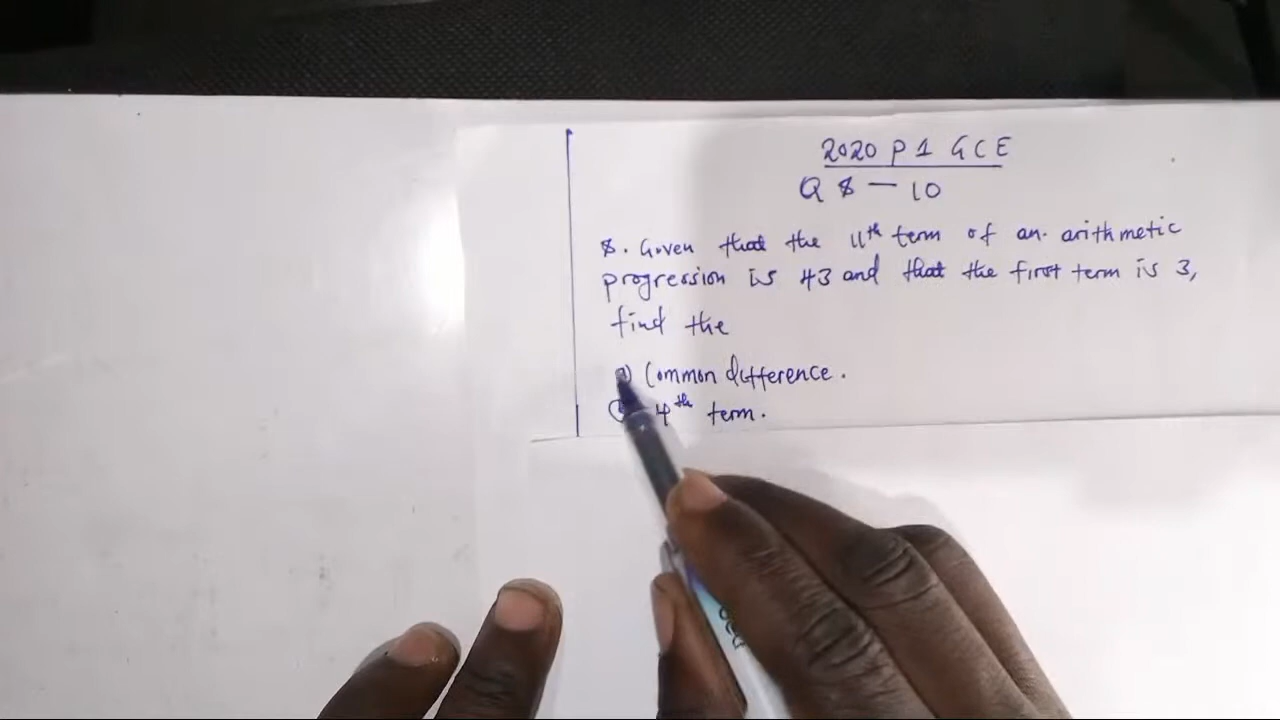 2020 P1 GCE
Q 8 — 10
8. Given that the 11th term of an arithmetic
progression is 43 and that the first term is 3,
find the
a) Common difference.
4th term.